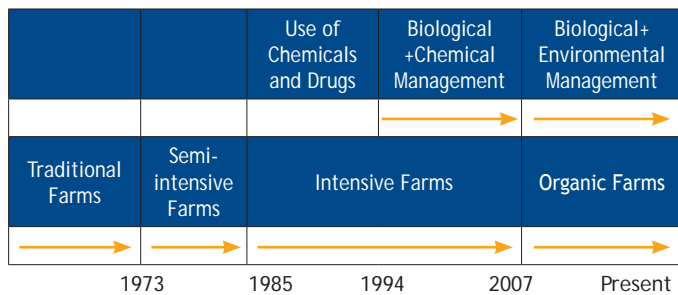 Use of
Chemicals
and Drugs
Biological
+Chemical
Management
Biological+
Environmental
Management
Traditional
Farms
Semi-
intensive
Farms
Intensive Farms
Organic Farms
1973 1985 1994 2007 Present